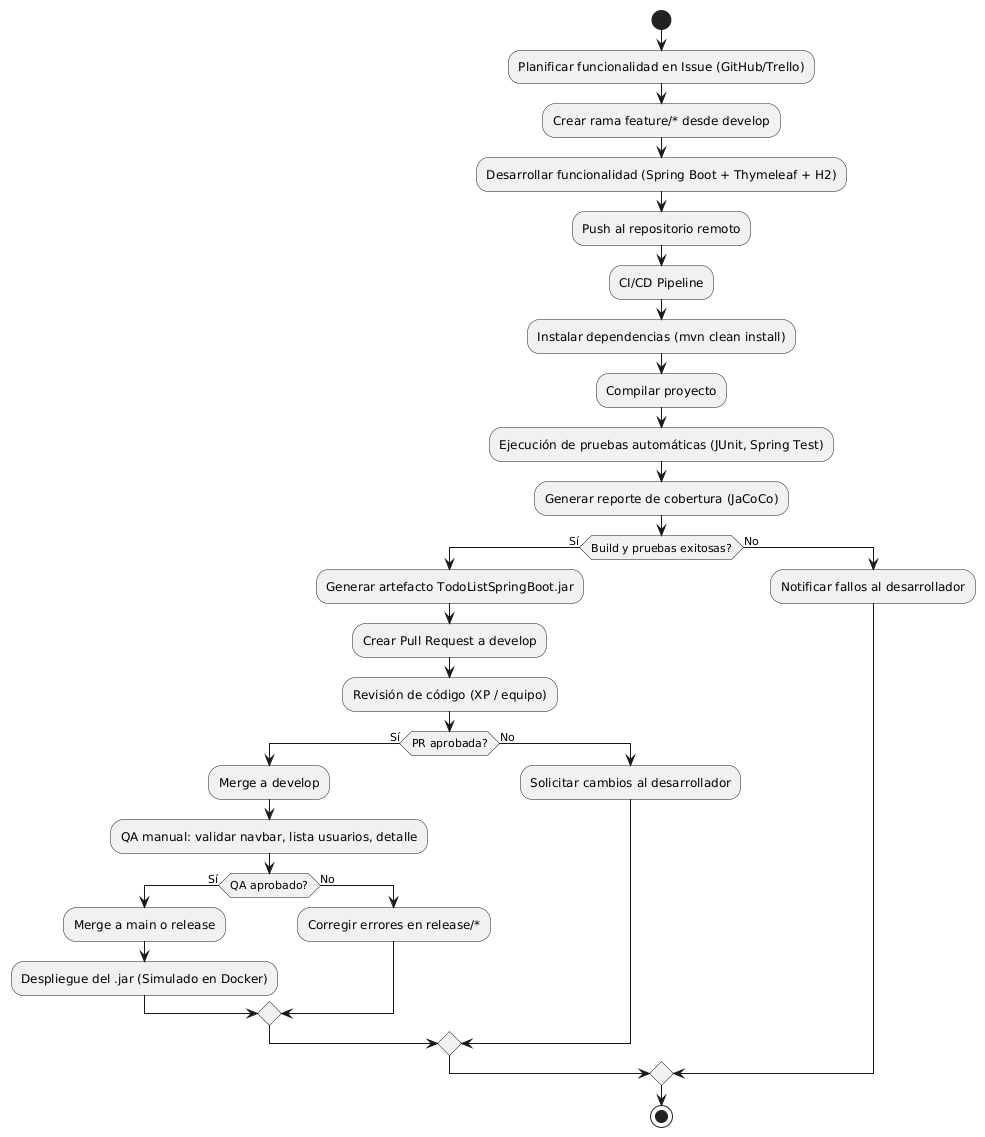 Planificar funcionalidad en Issue (GitHub/Trello)
Crear rama feature/* desde develop
Desarrollar funcionalidad (Spring Boot + Thymeleaf + H2)
Push al repositorio remoto
CI/CD Pipeline
Instalar dependencias (mvn clean install)
Compilar proyecto
Ejecución de pruebas automáticas (JUnit, Spring Test)
Generar reporte de cobertura (JaCoCo)
Sí
Build y pruebas exitosas?
No
Generar artefacto TodoListSpringBoot.jar
Notificar fallos al desarrollador
Crear Pull Request a develop
Revisión de código (XP / equipo)
Sí
PR aprobada?
No
Merge a develop
Solicitar cambios al desarrollador
QA manual: validar navbar, lista usuarios, detalle
Sí
QA aprobado?
No
Merge a main o release
Corregir errores en release/*
Despliegue del .jar (Simulado en Docker)